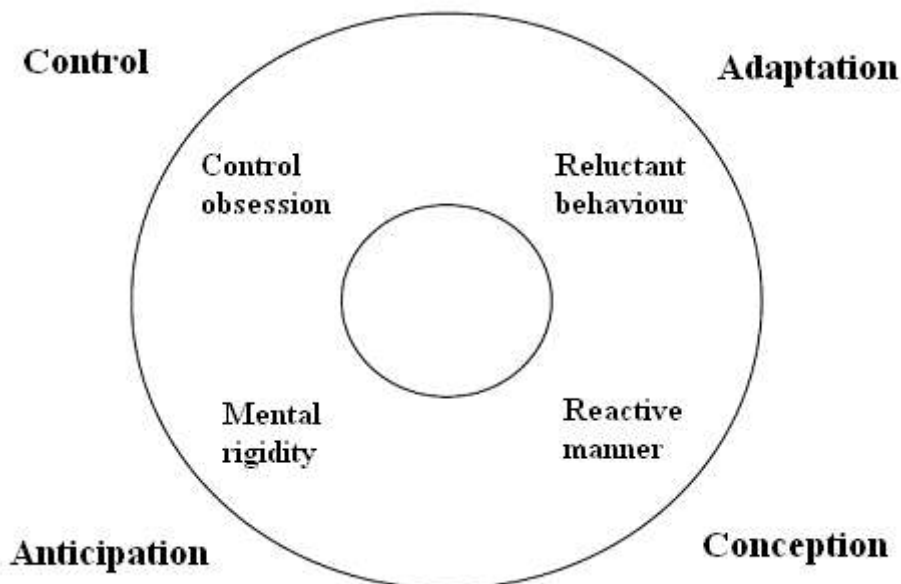 Control
Adaptation
Control
obsession
Reluctant
behaviour
Mental
rigidity
Reactive
manner
Anticipation
Conception